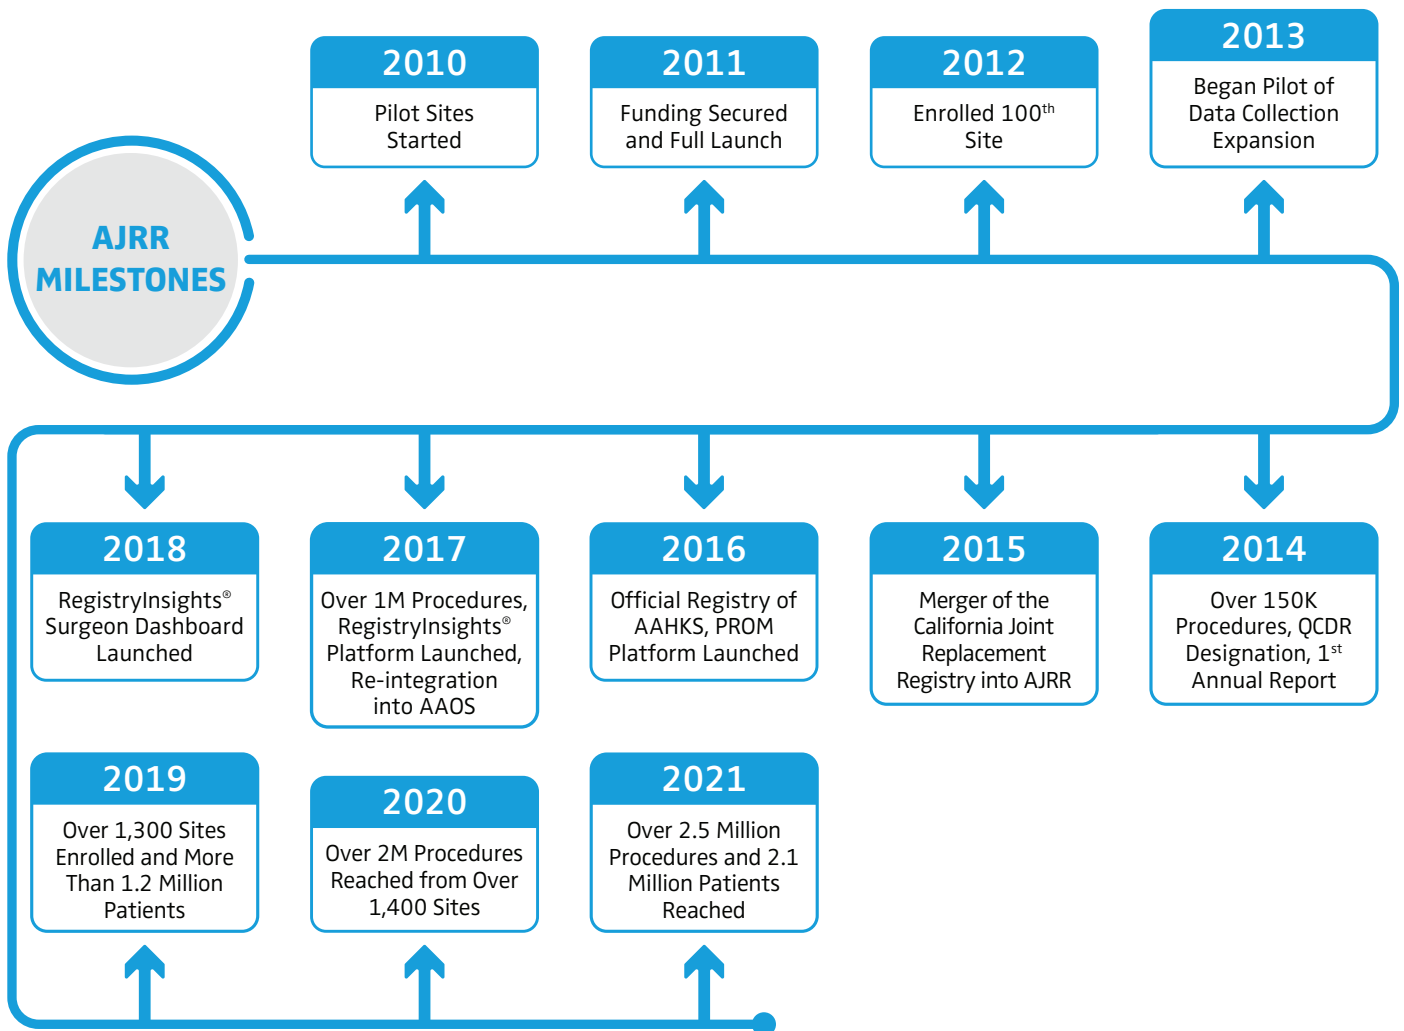 AJRR
MILESTONES
2010
Pilot Sites
Started
2011
Funding Secured
and Full Launch
2012
Enrolled 100th
Site
2013
Began Pilot of
Data Collection
Expansion
2014
Over 150K
Procedures, QCDR
Designation, 1st
Annual Report
2015
Merger of the
California Joint
Replacement
Registry into AJRR
2016
Official Registry of
AAHKS, PROM
Platform Launched
2017
Over 1M Procedures,
RegistryInsights®
Platform Launched,
Re-integration
into AAOS
2018
RegistryInsights®
Surgeon Dashboard
Launched
2019
Over 1,300 Sites
Enrolled and More
Than 1.2 Million
Patients
2020
Over 2M Procedures
Reached from Over
1,400 Sites
2021
Over 2.5 Million
Procedures and 2.1
Million Patients
Reached